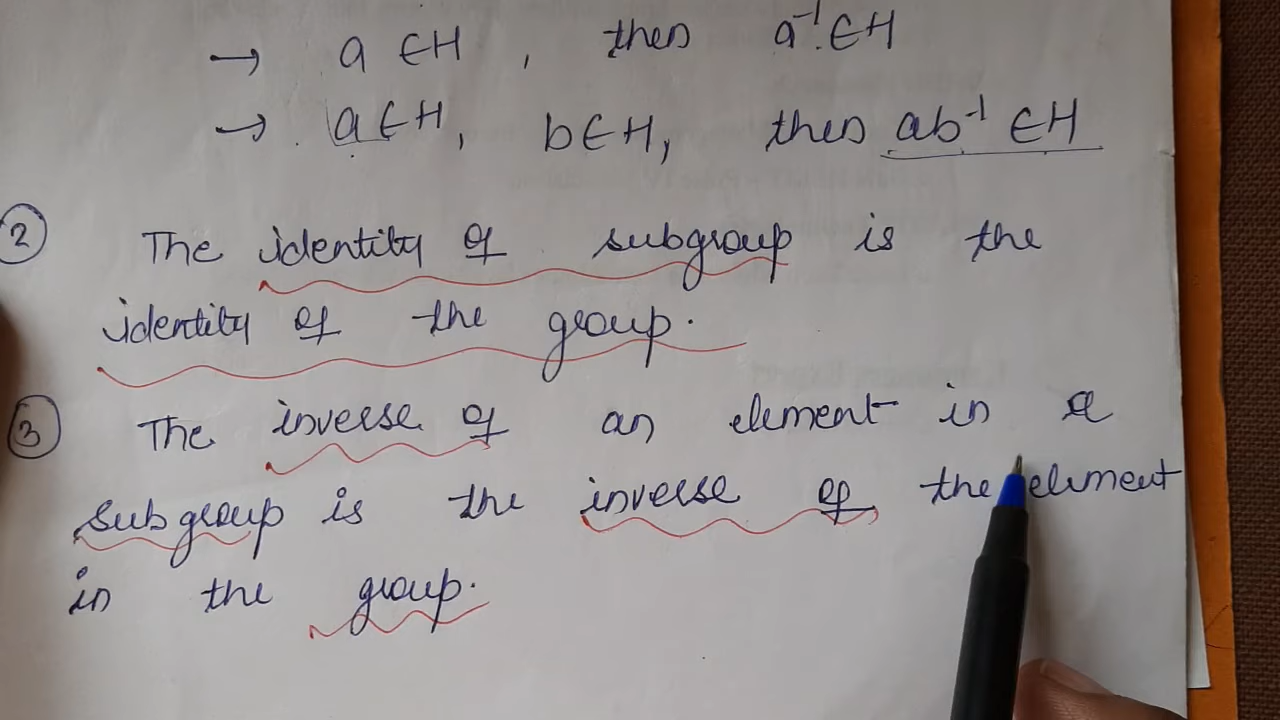 → a ∈ H , then a⁻¹ ∈ H
→ a ∈ H, b ∈ H, then ab⁻¹ ∈ H
② The identity of subgroup is the
identity of the group.
③ The inverse of an element in a
subgroup is the inverse of the element
in the group.